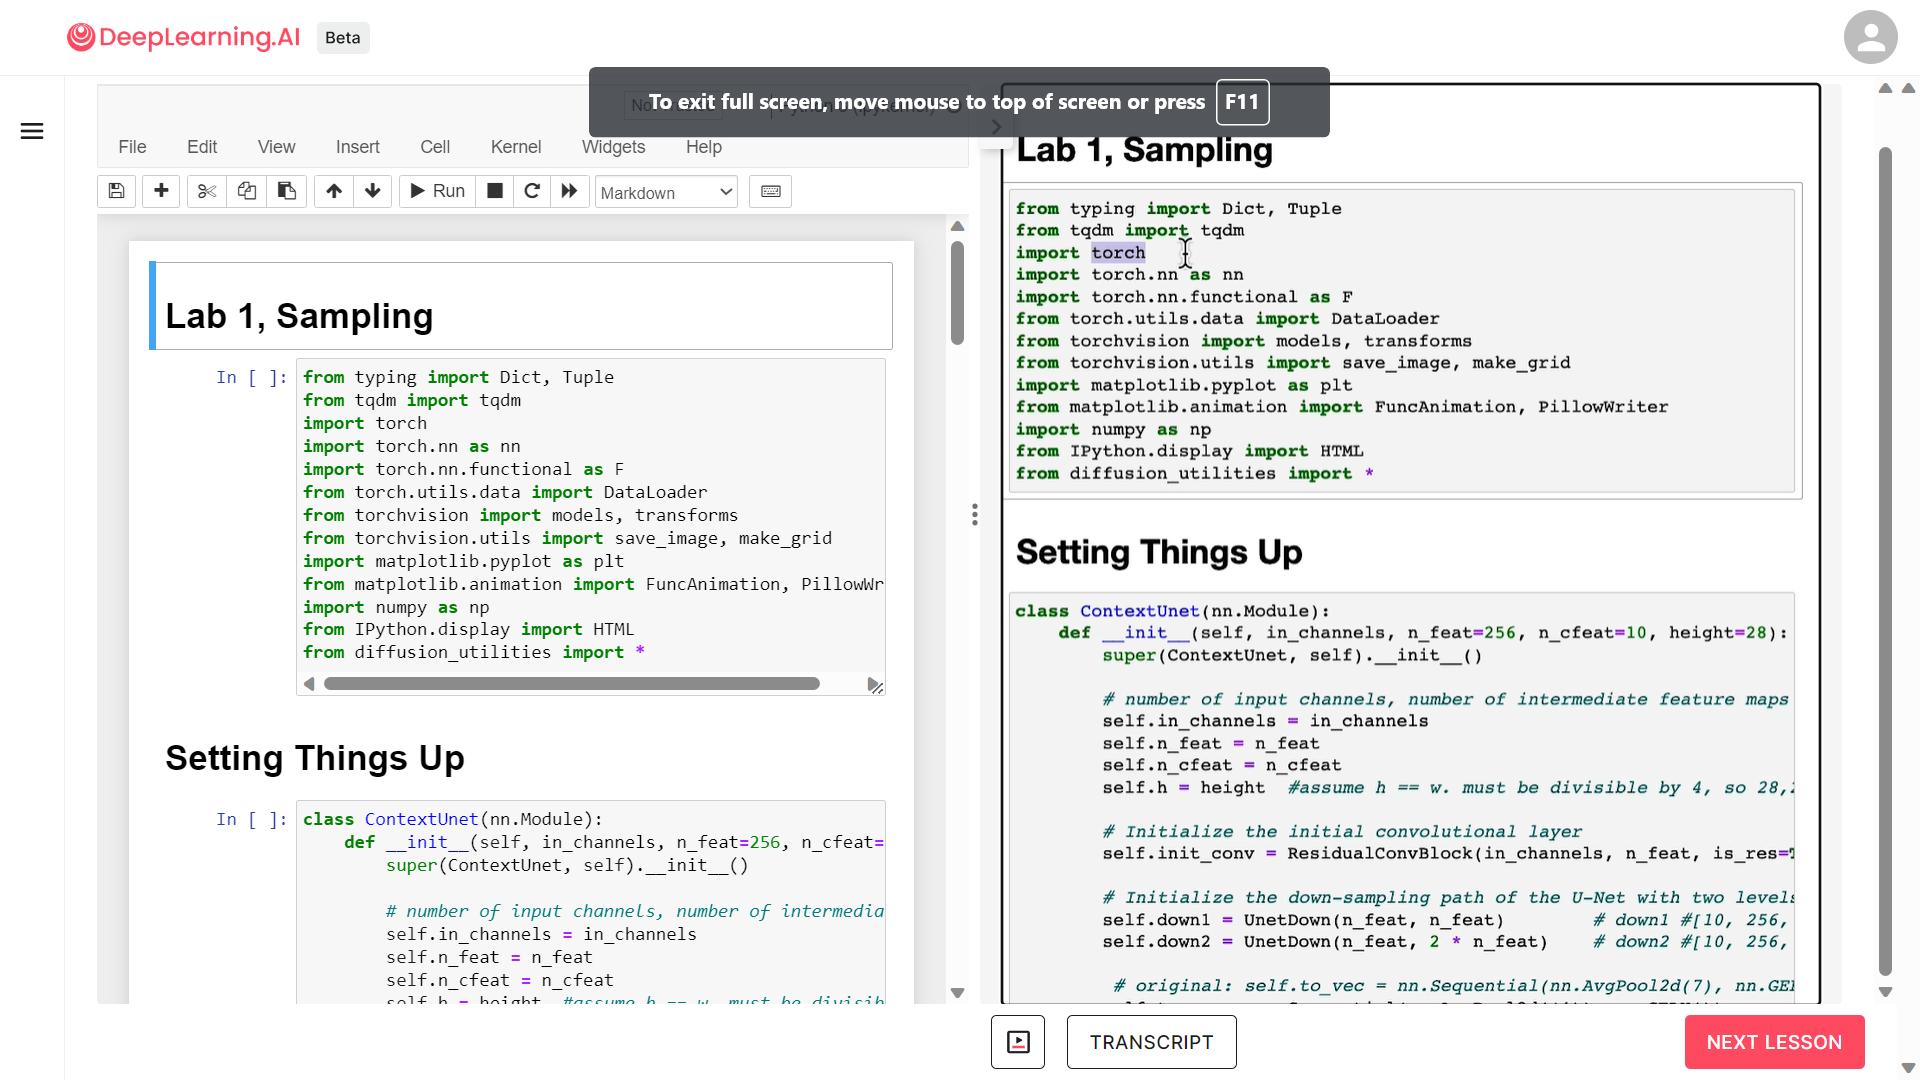 DeepLearning.AI Beta
To exit full screen, move mouse to top of screen or press F11
File Edit View Insert Cell Kernel Widgets Help
Run Markdown
Lab 1, Sampling
In [ ]:
from typing import Dict, Tuple
from tqdm import tqdm
import torch
import torch.nn as nn
import torch.nn.functional as F
from torch.utils.data import DataLoader
from torchvision import models, transforms
from torchvision.utils import save_image, make_grid
import matplotlib.pyplot as plt
from matplotlib.animation import FuncAnimation, PillowWr
import numpy as np
from IPython.display import HTML
from diffusion_utilities import *
Setting Things Up
In [ ]:
class ContextUnet(nn.Module):
def __init__(self, in_channels, n_feat=256, n_cfeat=
super(ContextUnet, self).__init__()
# number of input channels, number of intermedia
self.in_channels = in_channels
self.n_feat = n_feat
self.n_cfeat = n_cfeat
self.h = height #assume h == w. must be divisib
Lab 1, Sampling
from typing import Dict, Tuple
from tqdm import tqdm
import torch
import torch.nn as nn
import torch.nn.functional as F
from torch.utils.data import DataLoader
from torchvision import models, transforms
from torchvision.utils import save_image, make_grid
import matplotlib.pyplot as plt
from matplotlib.animation import FuncAnimation, PillowWriter
import numpy as np
from IPython.display import HTML
from diffusion_utilities import *
Setting Things Up
class ContextUnet(nn.Module):
def __init__(self, in_channels, n_feat=256, n_cfeat=10, height=28):
super(ContextUnet, self).__init__()
# number of input channels, number of intermediate feature maps
self.in_channels = in_channels
self.n_feat = n_feat
self.n_cfeat = n_cfeat
self.h = height #assume h == w. must be divisible by 4, so 28,
# Initialize the initial convolutional layer
self.init_conv = ResidualConvBlock(in_channels, n_feat, is_res=
# Initialize the down-sampling path of the U-Net with two levels
self.down1 = UnetDown(n_feat, n_feat) # down1 #[10, 256,
self.down2 = UnetDown(n_feat, 2 * n_feat) # down2 #[10, 256,
# original: self.to_vec = nn.Sequential(nn.AvgPool2d(7), nn.GE
TRANSCRIPT
NEXT LESSON